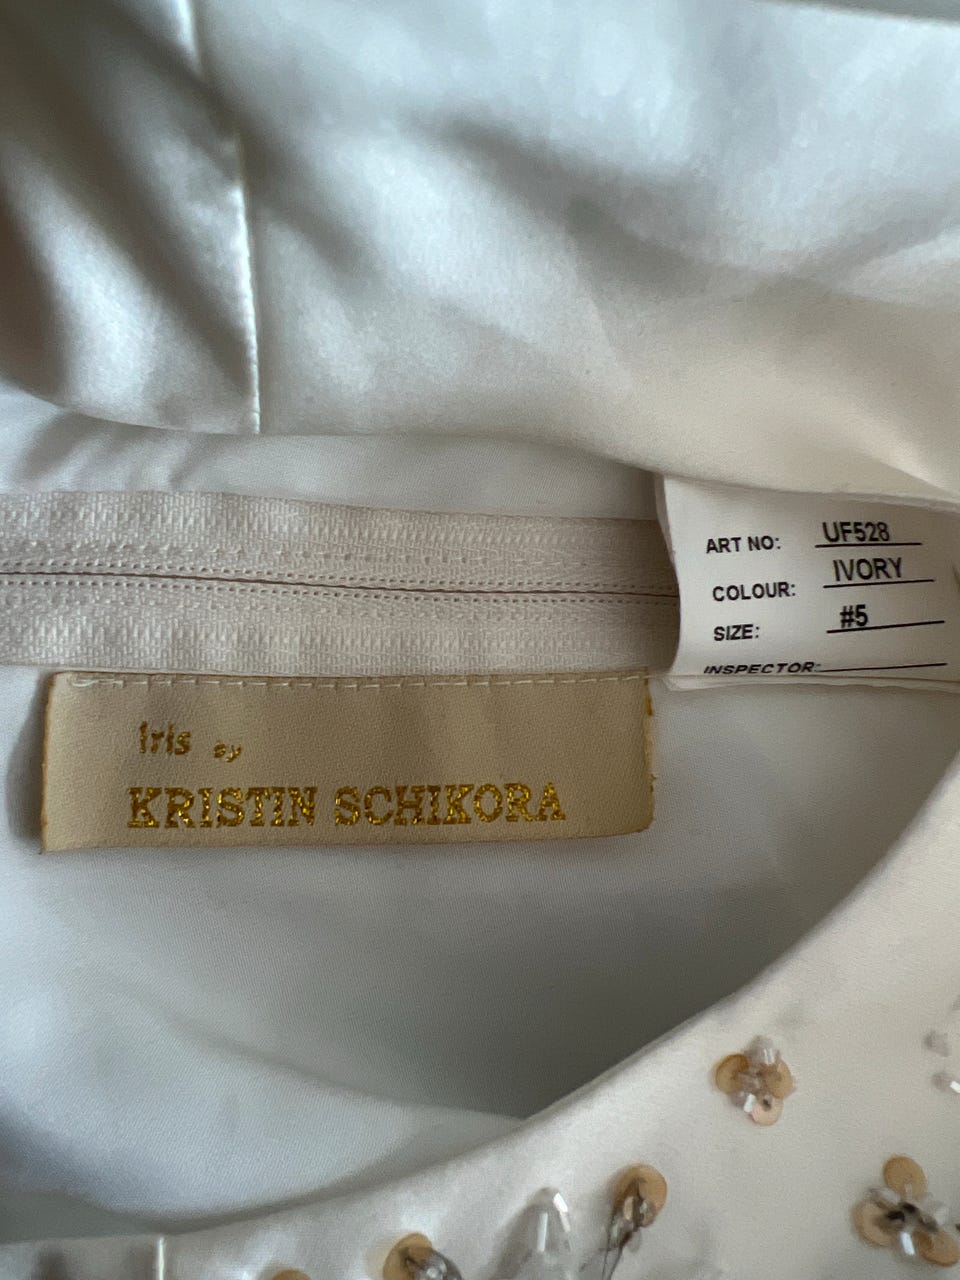 ART NO: UF528
COLOUR: IVORY
SIZE: #5
INSPECTOR:
Iris By
KRISTIN SCHIKORA